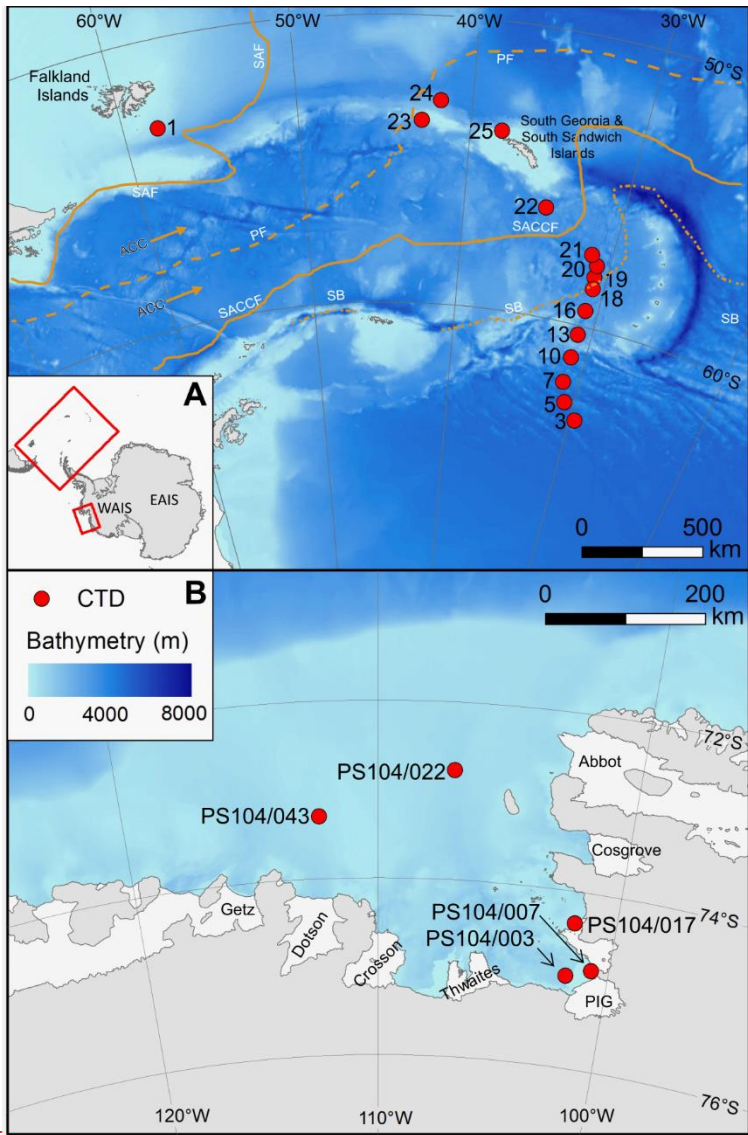 60°W
50°W
40°W
30°W
50°S
Falkland
Islands
SAF
PF
24
1
23
25
South Georgia &
South Sandwich
Islands
SAF
22
SACCF
ACC
PF
21
20
19
18
ACC
SACCF
SB
SB
16
SB
13
10
60°S
7
5
3
A
WAIS
EAIS
0
500
km
B
CTD
0
200
km
Bathymetry (m)
0
4000
8000
72°S
Abbot
PS104/022
PS104/043
Cosgrove
74°S
Getz
PS104/007
PS104/017
Dotson
PS104/003
Crosson
Thwaites
PIG
76°S
120°W
110°W
100°W